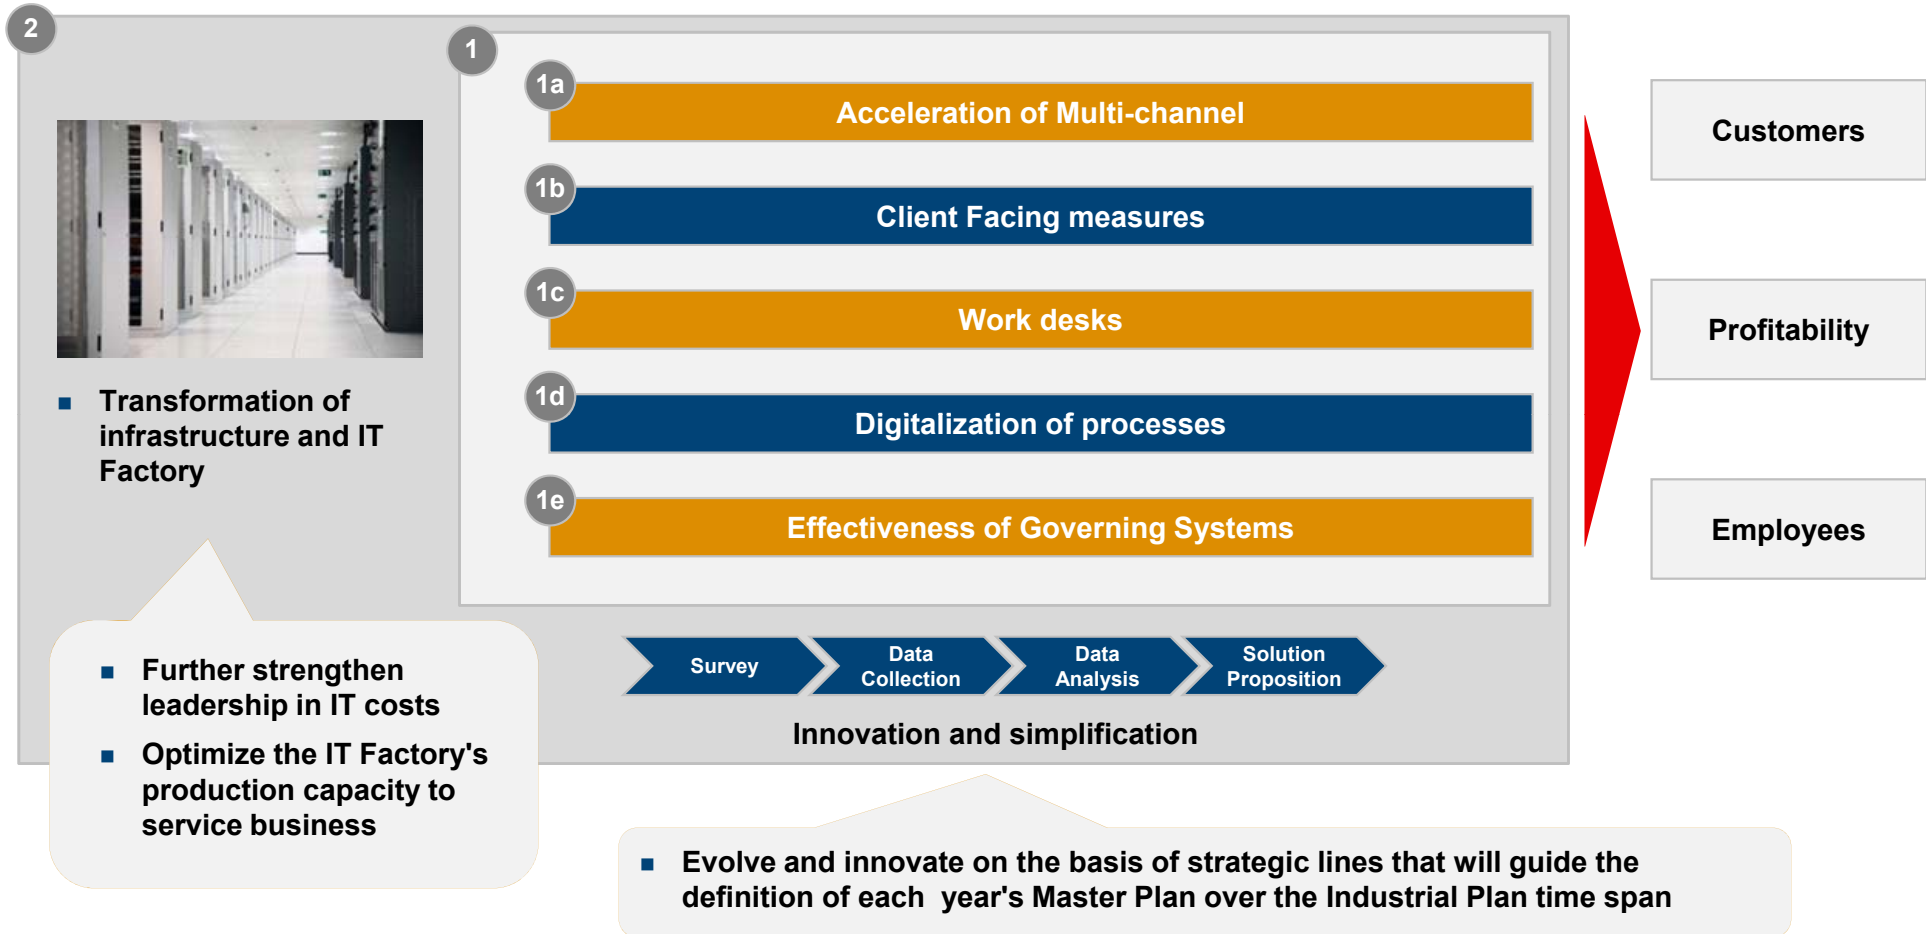 2
1
1a
Acceleration of Multi-channel
1b
Client Facing measures
1c
Work desks
1d
Digitalization of processes
1e
Effectiveness of Governing Systems
Customers
Profitability
Employees
Transformation of
infrastructure and IT
Factory
Further strengthen
leadership in IT costs
Optimize the IT Factory's
production capacity to
service business
Survey
Data
Collection
Data
Analysis
Solution
Proposition
Innovation and simplification
Evolve and innovate on the basis of strategic lines that will guide the
definition of each  year's Master Plan over the Industrial Plan time span